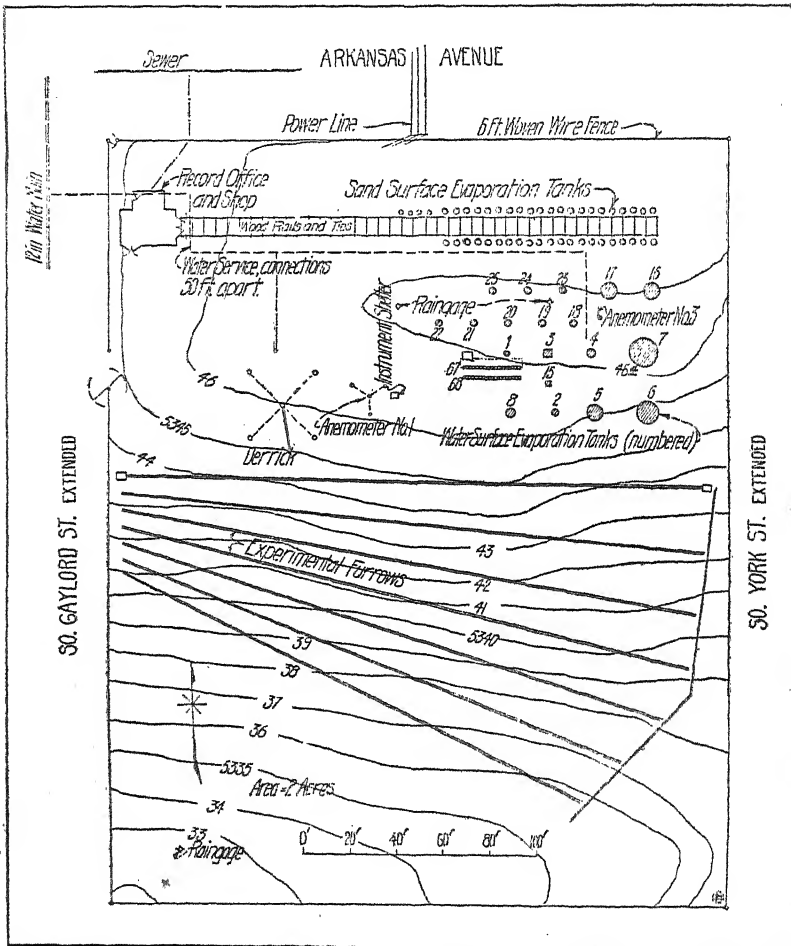 Sewer
ARKANSAS AVENUE
Power Line
6 ft. Woven Wire Fence
12in Water Main
Record Office
and Shop
Sand Surface Evaporation Tanks
Wood Rails and Ties
Water Service, connections
50 ft. apart.
Instrument Shelter
25 24 26 17 16
Raingage
Anemometer No.3
22 21 20 19 18
1 3 4 7
67
68
15
46
46
8 2 5 6
Anemometer No.1
Derrick
Water Surface Evaporation Tanks (numbered)
5345
44
SO. GAYLORD ST. EXTENDED
SO. YORK ST. EXTENDED
43
Experimental Furrows
42
41
5340
39
38
37
36
5335
Area = 2 Acres
34
33
Raingage
0' 20' 40' 60' 80' 100'